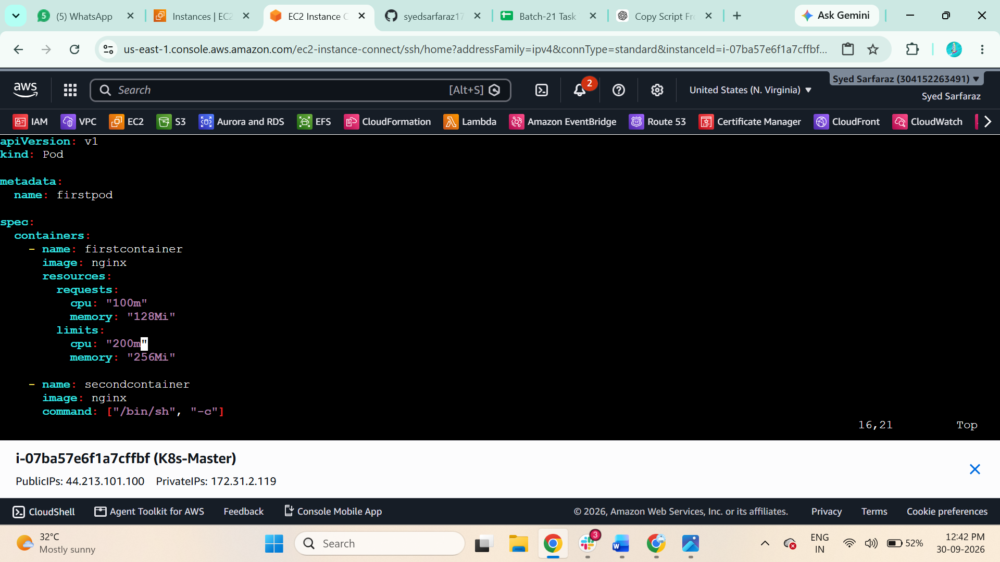 (5) WhatsApp
Instances | EC2
EC2 Instance C
syedsarfaraz17
Batch-21 Task
Copy Script Fro
Ask Gemini
us-east-1.console.aws.amazon.com/ec2-instance-connect/ssh/home?addressFamily=ipv4&connType=standard&instanceId=i-07ba57e6f1a7cffbf...
aws
Search
[Alt+S]
2
United States (N. Virginia)
Syed Sarfaraz (304152263491)
Syed Sarfaraz
IAM
VPC
EC2
S3
Aurora and RDS
EFS
CloudFormation
Lambda
Amazon EventBridge
Route 53
Certificate Manager
CloudFront
CloudWatch
apiVersion: v1
kind: Pod
metadata:
  name: firstpod
spec:
  containers:
    - name: firstcontainer
      image: nginx
      resources:
        requests:
          cpu: "100m"
          memory: "128Mi"
        limits:
          cpu: "200m"
          memory: "256Mi"
    - name: secondcontainer
      image: nginx
      command: ["/bin/sh", "-c"]
16,21 Top
i-07ba57e6f1a7cffbf (K8s-Master)
PublicIPs: 44.213.101.100 PrivateIPs: 172.31.2.119
CloudShell
Agent Toolkit for AWS
Feedback
Console Mobile App
© 2026, Amazon Web Services, Inc. or its affiliates.
Privacy
Terms
Cookie preferences
32°C
Mostly sunny
Search
3
ENG
IN
52%
12:42 PM
30-09-2026